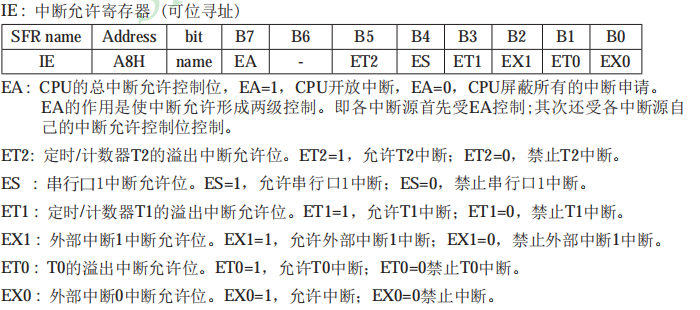 IE：中断允许寄存器 (可位寻址)
SFR name Address bit B7 B6 B5 B4 B3 B2 B1 B0
IE A8H name EA - ET2 ES ET1 EX1 ET0 EX0
EA：CPU的总中断允许控制位，EA=1，CPU开放中断，EA=0，CPU屏蔽所有的中断申请。
EA的作用是使中断允许形成两级控制。即各中断源首先受EA控制;其次还受各中断源自
己的中断允许控制位控制。
ET2：定时/计数器T2的溢出中断允许位。ET2=1，允许T2中断；ET2=0，禁止T2中断。
ES ：串行口1中断允许位。ES=1，允许串行口1中断；ES=0，禁止串行口1中断。
ET1：定时/计数器T1的溢出中断允许位。ET1=1，允许T1中断；ET1=0，禁止T1中断。
EX1：外部中断1中断允许位。EX1=1，允许外部中断1中断；EX1=0，禁止外部中断1中断。
ET0：T0的溢出中断允许位。ET0=1，允许T0中断；ET0=0禁止T0中断。
EX0：外部中断0中断允许位。EX0=1，允许中断；EX0=0禁止中断。